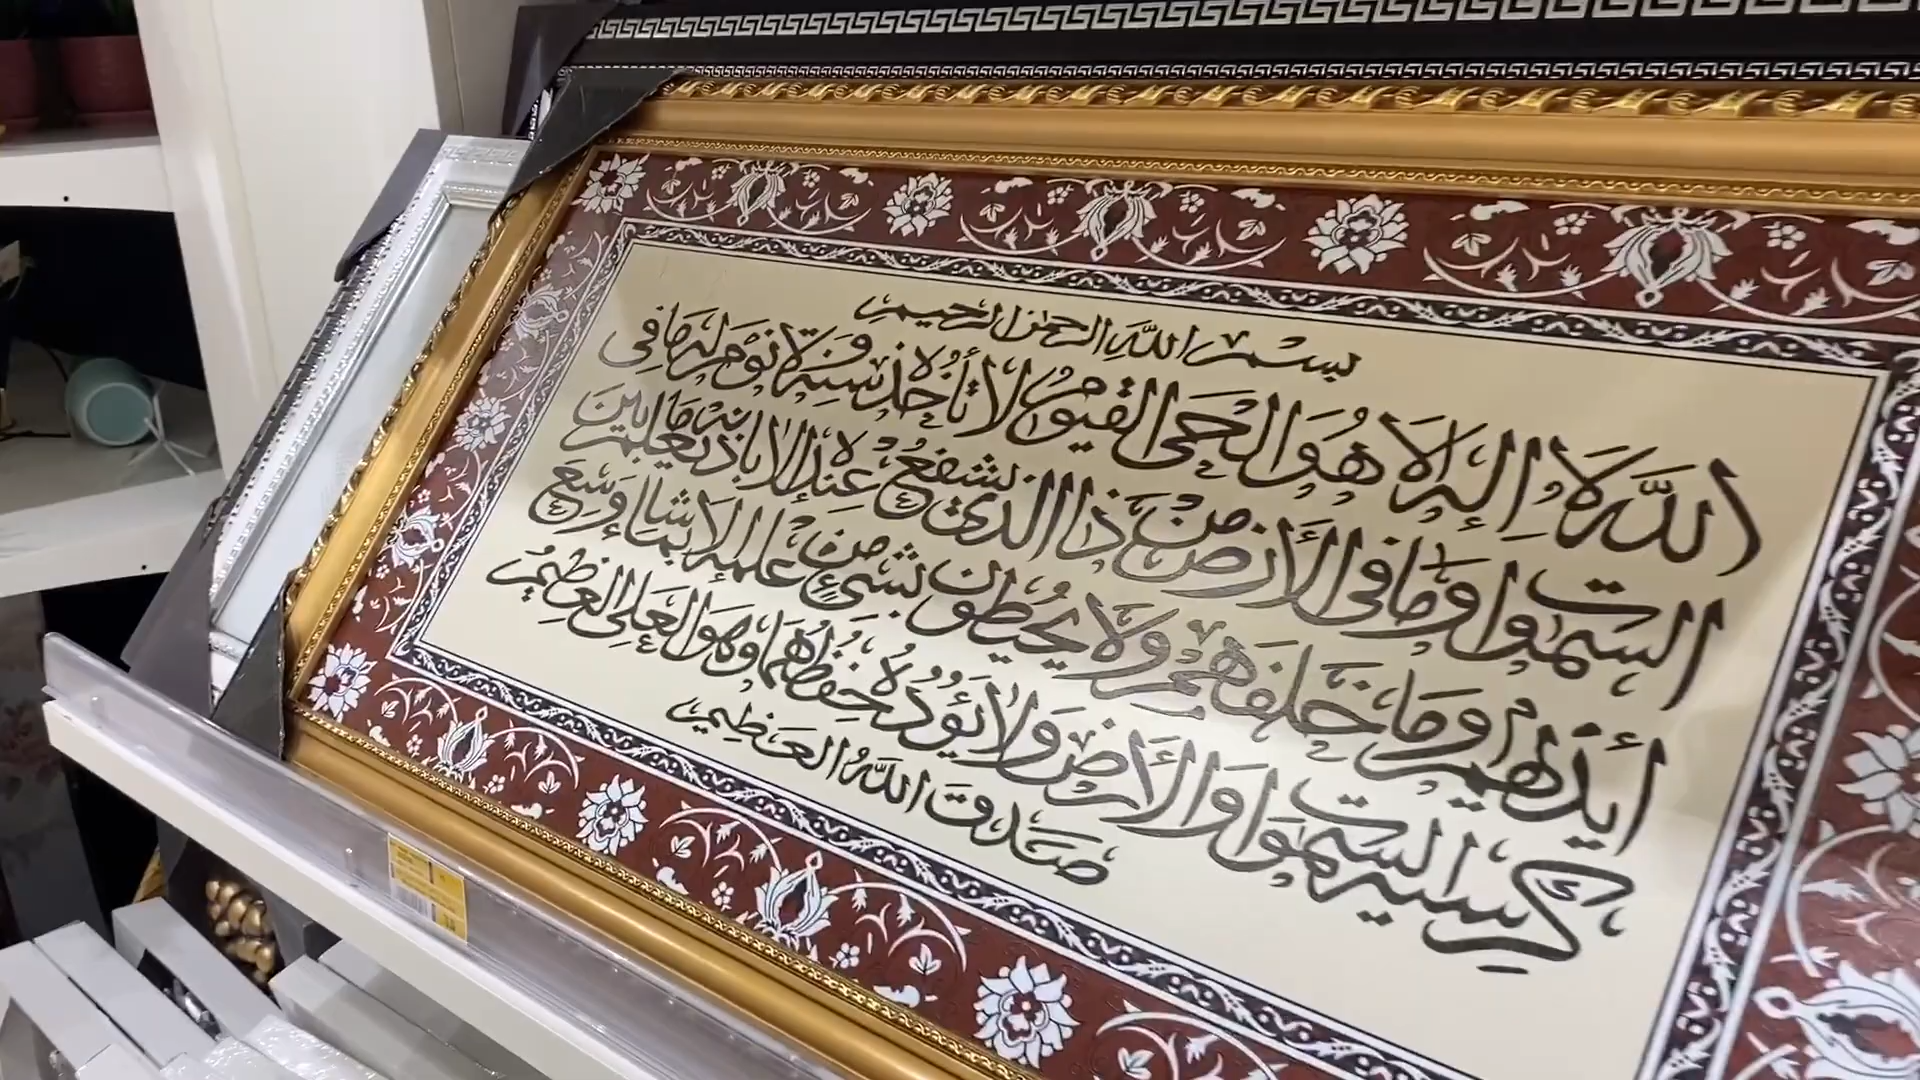 بسم الله الرحمن الرحيم
الله لا إله إلا هو الحي القيوم لا تأخذه سنة ولا نوم له ما في
السموات وما في الأرض من ذا الذي يشفع عنده إلا بإذنه يعلم ما بين
أيديهم وما خلفهم ولا يحيطون بشيء من علمه إلا بما شاء وسع
كرسيه السموات والأرض ولا يؤده حفظهما وهو العلي العظيم
صدق الله العظيم